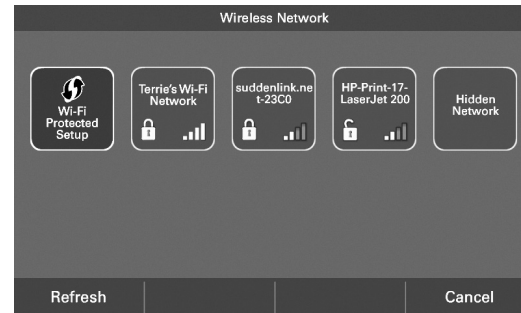 Wireless Network
Wi-Fi
Protected
Setup
Terrie's Wi-Fi
Network
suddenlink.ne
t-23C0
HP-Print-17-
LaserJet 200
Hidden
Network
Refresh
Cancel